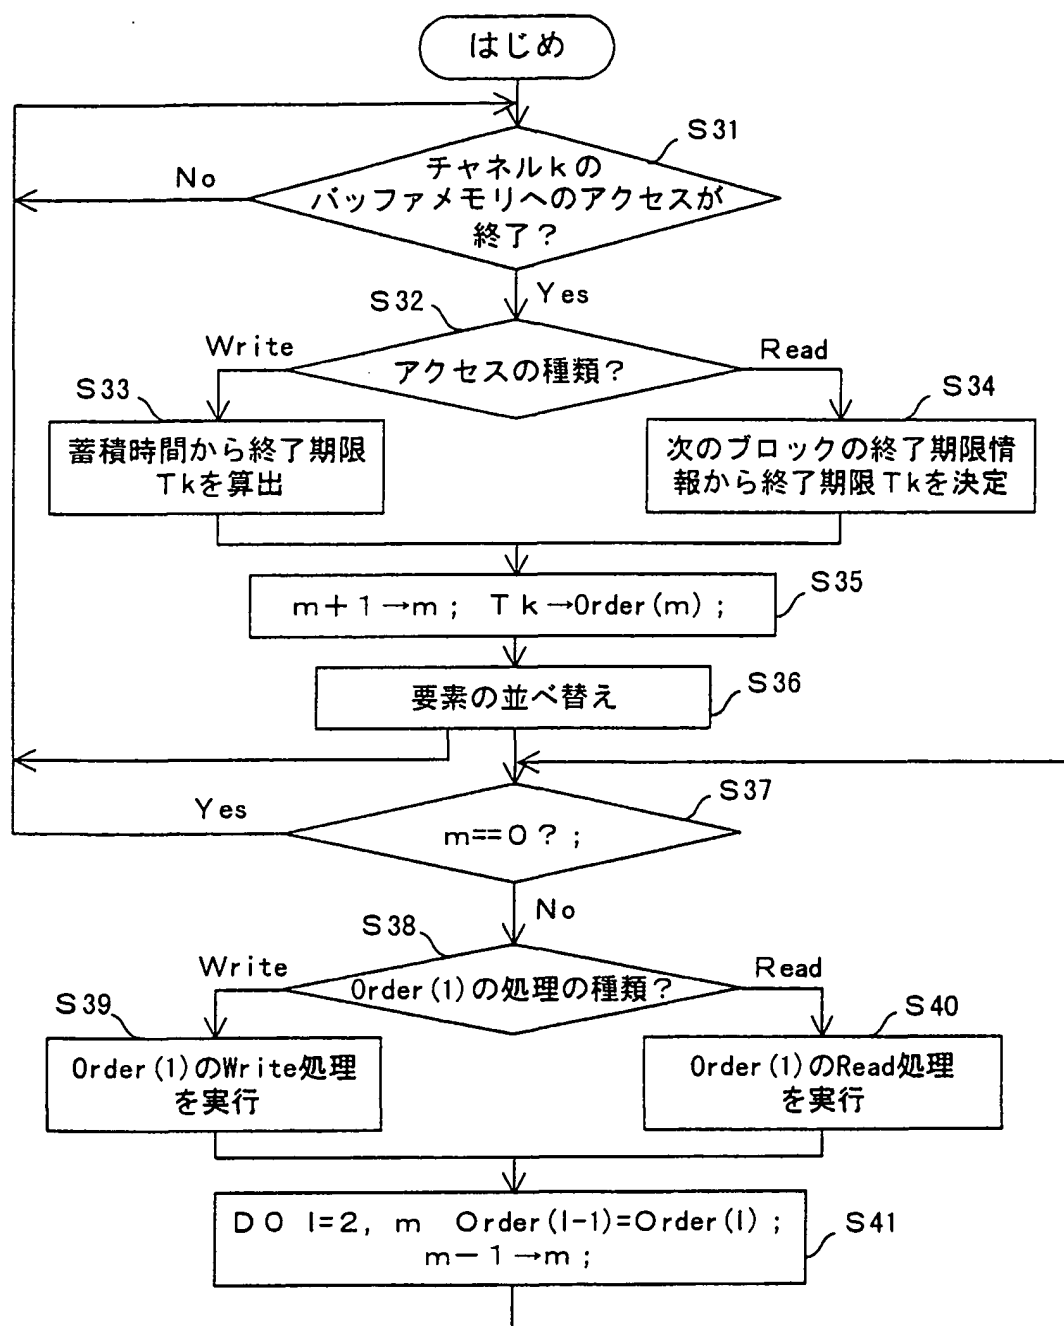 はじめ
S31
チャネルkの
バッファメモリへのアクセスが
終了?
No
Yes
S32
Write
アクセスの種類?
Read
S33
蓄積時間から終了期限
Tkを算出
S34
次のブロックの終了期限情
報から終了期限Tkを決定
S35
m+1→m; Tk→Order(m);
要素の並べ替え
S36
S37
Yes
m==0?;
No
S38
Write
Order(1)の処理の種類?
Read
S39
Order(1)のWrite処理
を実行
S40
Order(1)のRead処理
を実行
DO l=2, m Order(l-1)=Order(l);
m-1→m;
S41